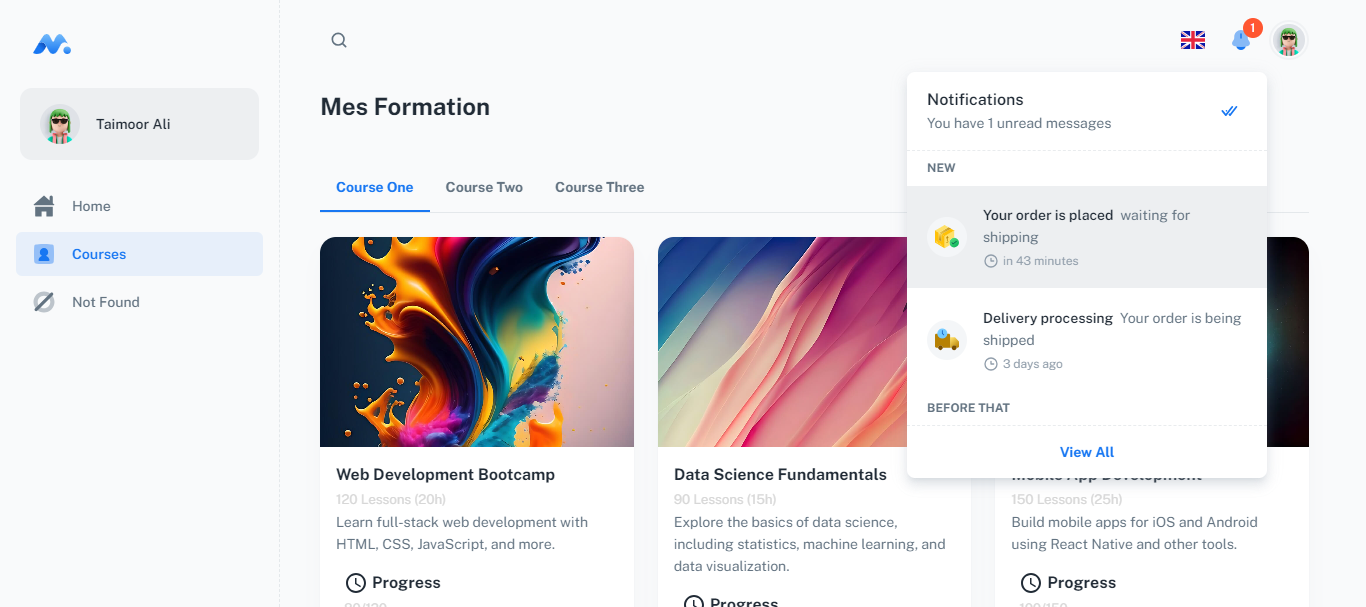 1
Taimoor Ali
Home
Courses
Not Found
Mes Formation
Course One
Course Two
Course Three
Notifications
You have 1 unread messages
NEW
Your order is placed waiting for
shipping
in 43 minutes
Delivery processing Your order is being
shipped
3 days ago
BEFORE THAT
View All
Web Development Bootcamp
120 Lessons (20h)
Learn full-stack web development with
HTML, CSS, JavaScript, and more.
Progress
Data Science Fundamentals
90 Lessons (15h)
Explore the basics of data science,
including statistics, machine learning, and
data visualization.
Progress
Mobile App Development
150 Lessons (25h)
Build mobile apps for iOS and Android
using React Native and other tools.
Progress